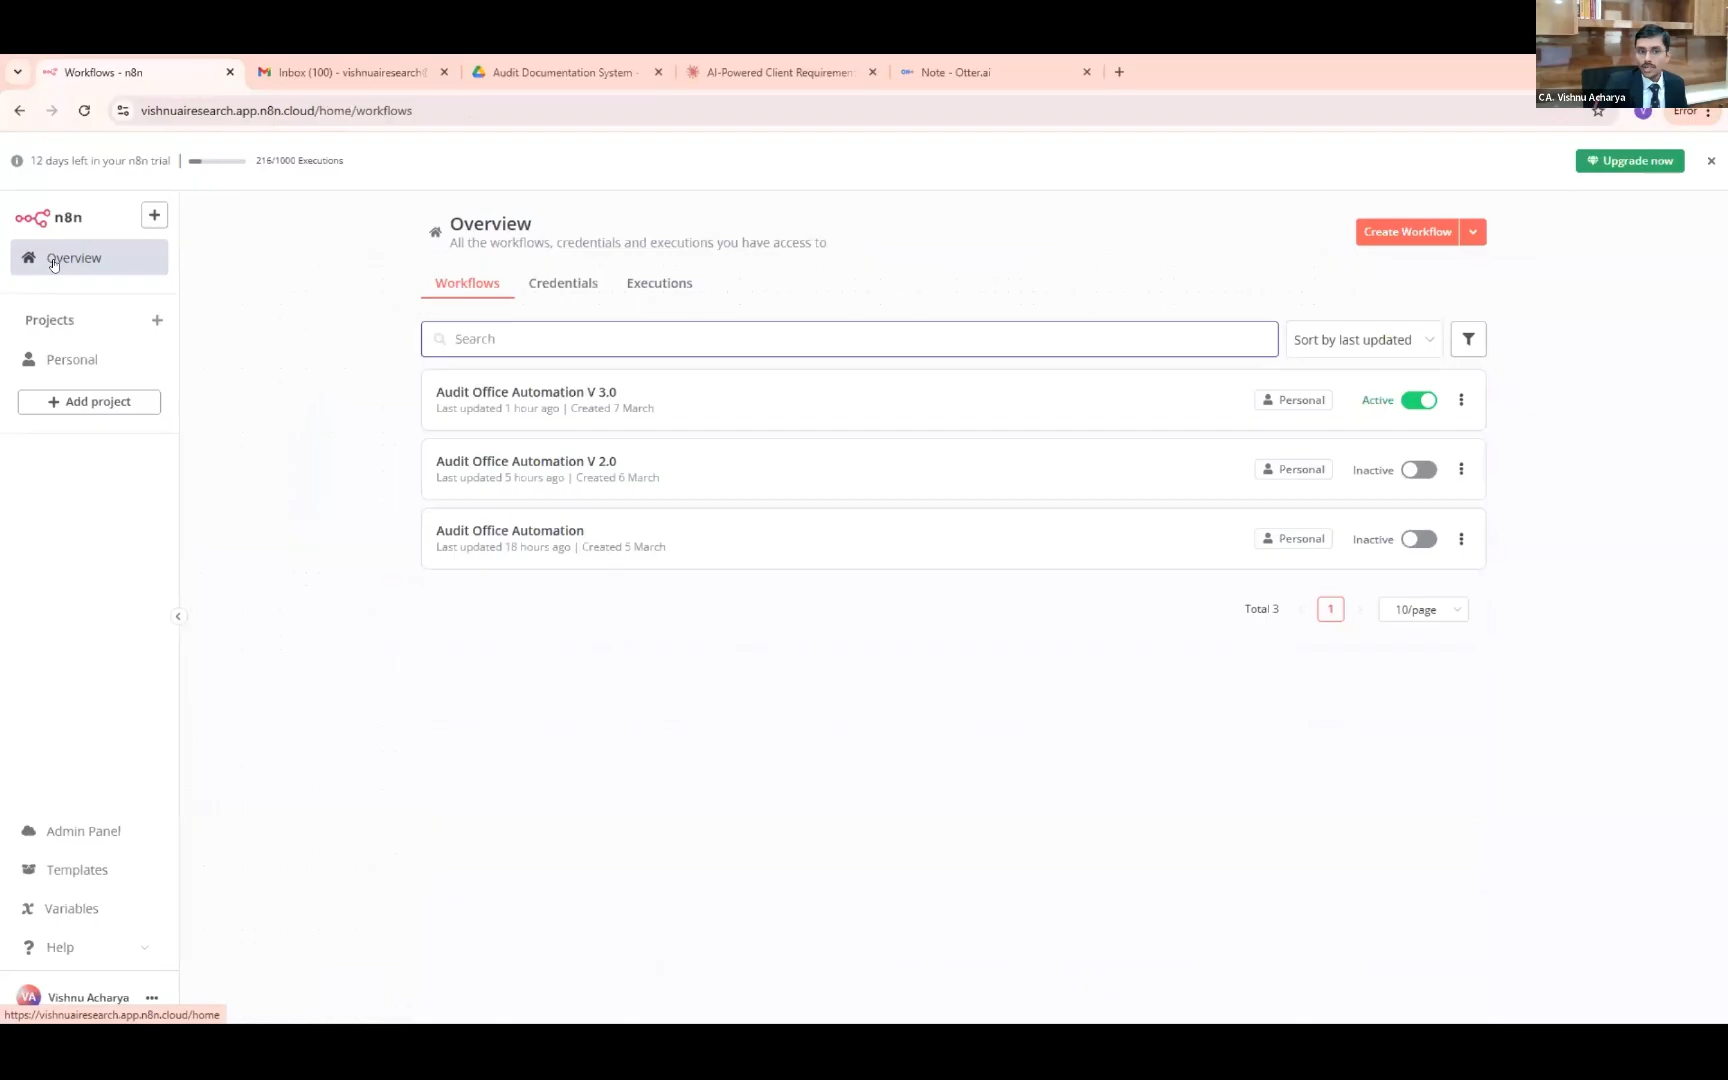 Workflows - n8n
Inbox (100) - vishnuairesearch@
Audit Documentation System -
AI-Powered Client Requiremen
Note - Otter.ai
CA. Vishnu Acharya
vishnuairesearch.app.n8n.cloud/home/workflows
V
Error
12 days left in your n8n trial
216/1000 Executions
Upgrade now
n8n
Overview
Projects
Personal
Add project
Overview
All the workflows, credentials and executions you have access to
Create Workflow
Workflows
Credentials
Executions
Search
Sort by last updated
Audit Office Automation V 3.0
Last updated 1 hour ago | Created 7 March
Personal
Active
Audit Office Automation V 2.0
Last updated 5 hours ago | Created 6 March
Personal
Inactive
Audit Office Automation
Last updated 18 hours ago | Created 5 March
Personal
Inactive
Total 3
1
10/page
Admin Panel
Templates
Variables
Help
VA
Vishnu Acharya
https://vishnuairesearch.app.n8n.cloud/home